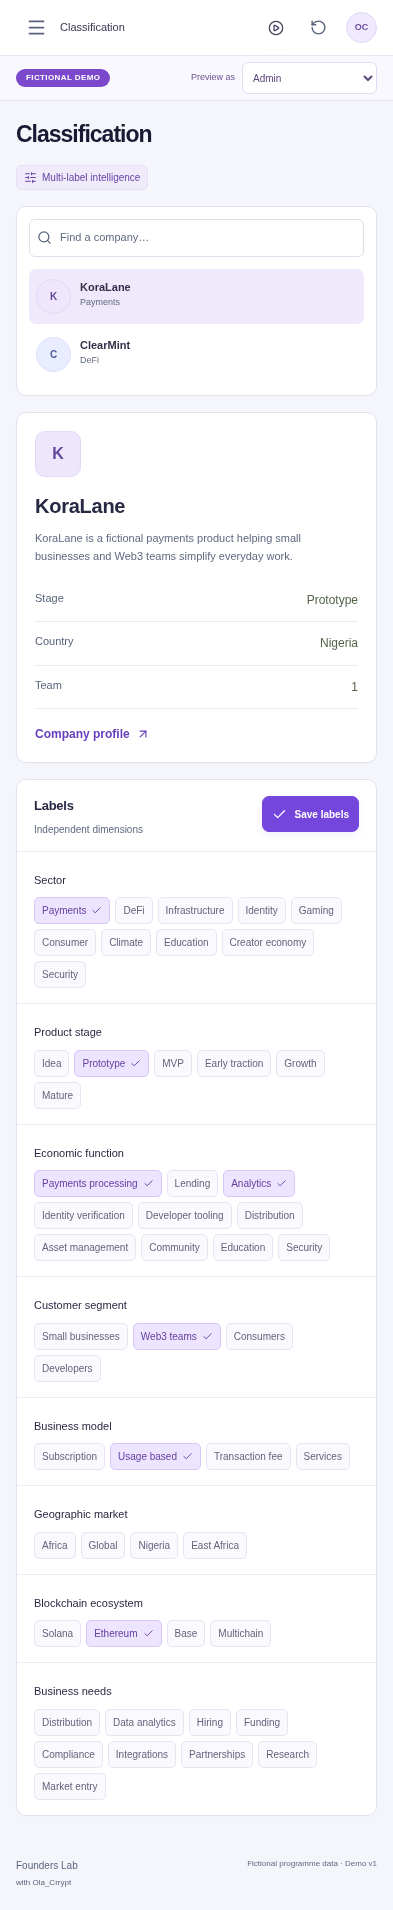 Classification
OC
FICTIONAL DEMO
Preview as
Admin
Classification
Multi-label intelligence
Find a company…
K
KoraLane
Payments
C
ClearMint
DeFi
K
KoraLane
KoraLane is a fictional payments product helping small
businesses and Web3 teams simplify everyday work.
Stage
Prototype
Country
Nigeria
Team
1
Company profile
Labels
Independent dimensions
Save labels
Sector
Payments DeFi Infrastructure Identity Gaming
Consumer Climate Education Creator economy
Security
Product stage
Idea Prototype MVP Early traction Growth
Mature
Economic function
Payments processing Lending Analytics
Identity verification Developer tooling Distribution
Asset management Community Education Security
Customer segment
Small businesses Web3 teams Consumers
Developers
Business model
Subscription Usage based Transaction fee Services
Geographic market
Africa Global Nigeria East Africa
Blockchain ecosystem
Solana Ethereum Base Multichain
Business needs
Distribution Data analytics Hiring Funding
Compliance Integrations Partnerships Research
Market entry
Founders Lab
with Ola_Crrypt
Fictional programme data · Demo v1